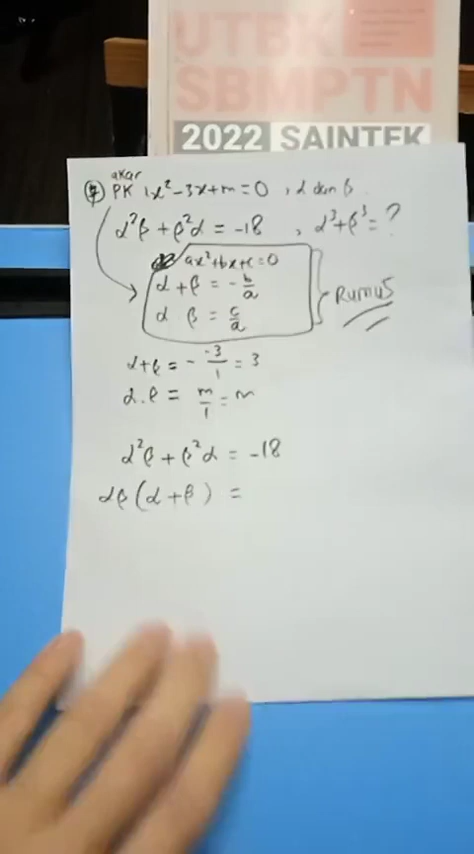 UTBK
SBMPTN
2022 SAINTEK
akar
PK 1x²-3x+m=0, α dan β.
α²β + β²α = -18, α³+β³=?
ax²+bx+c=0
α + β = -b/a
α . β = c/a
Rumus
α+β = - -3/1 = 3
α.β = m/1 = m
α²β + β²α = -18
αβ(α+β) =